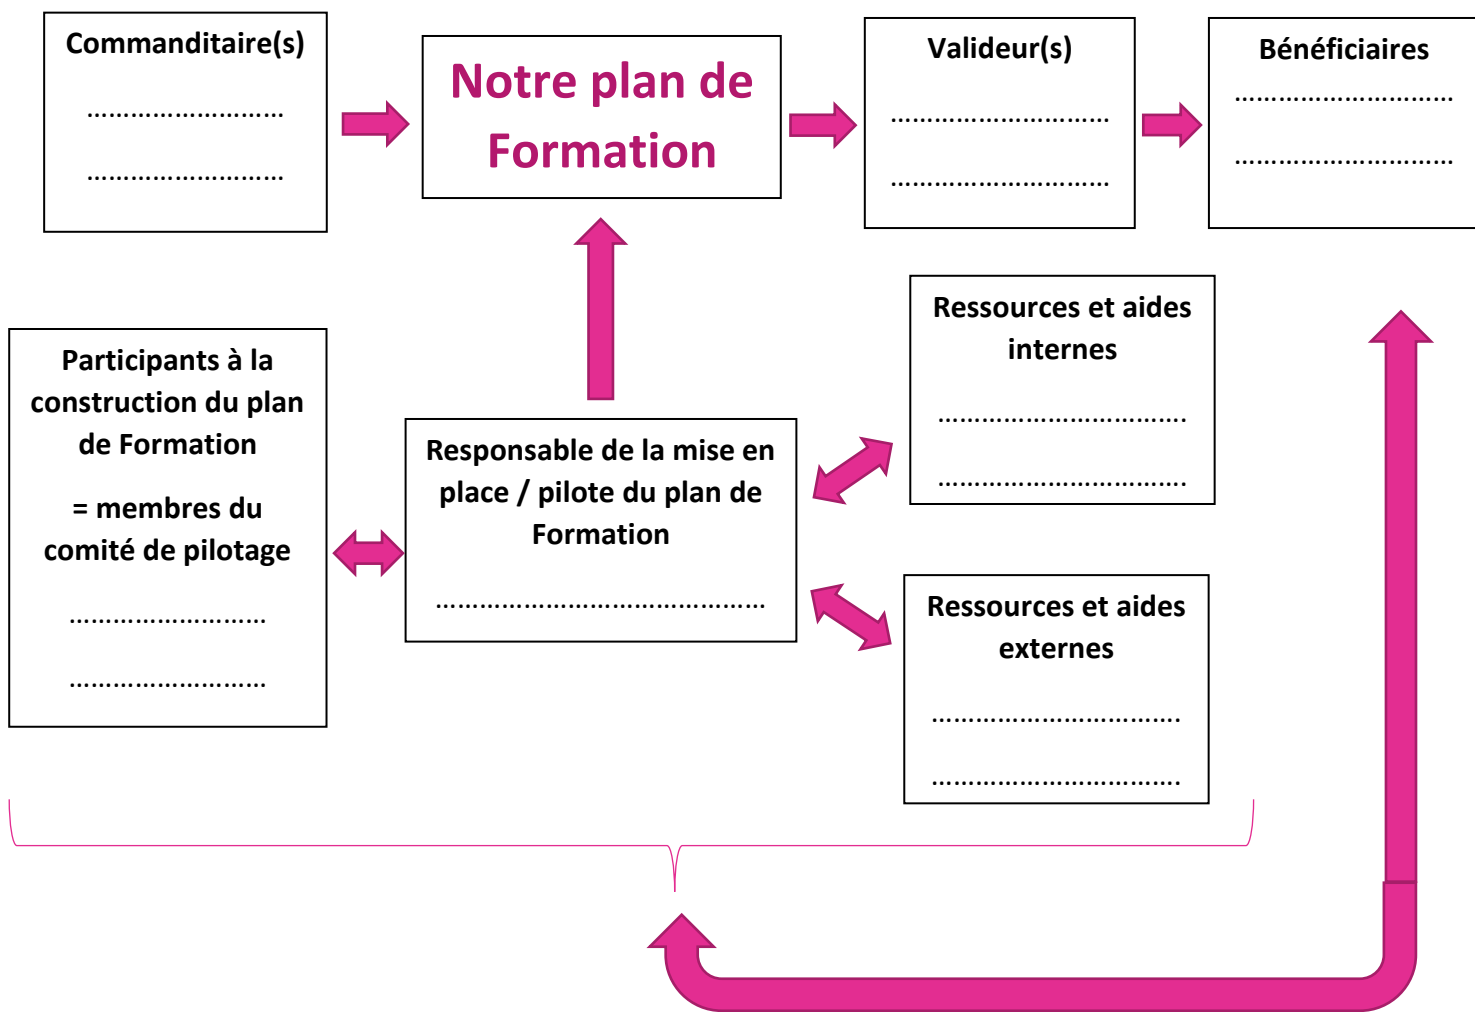 Commanditaire(s)
………………………
………………………
Notre plan de
Formation
Valideur(s)
…………………………
…………………………
Bénéficiaires
…………………………
…………………………
Participants à la
construction du plan
de Formation
= membres du
comité de pilotage
………………………
………………………
Responsable de la mise en
place / pilote du plan de
Formation
………………………………………
Ressources et aides
internes
…………………………….
…………………………….
Ressources et aides
externes
…………………………….
…………………………….